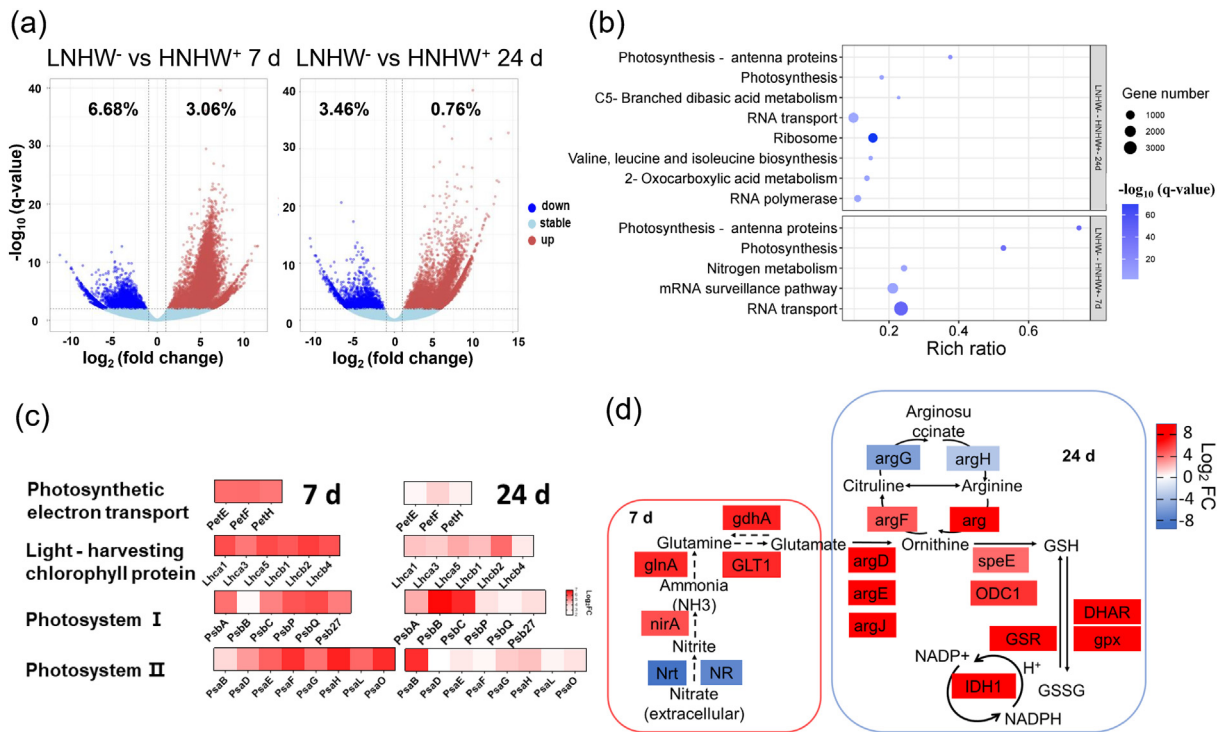 (a)
LNHW- vs HNHW+ 7 d
LNHW- vs HNHW+ 24 d
40
30
20
10
0
6.68%
3.06%
-10
-5
0
5
10
40
30
20
10
0
3.46%
0.76%
-10
-5
0
5
10
15
-log10 (q-value)
log2 (fold change)
log2 (fold change)
down
stable
up
(b)
Photosynthesis - antenna proteins
Photosynthesis
C5- Branched dibasic acid metabolism
RNA transport
Ribosome
Valine, leucine and isoleucine biosynthesis
2- Oxocarboxylic acid metabolism
RNA polymerase
LNHW- - HNHW+- 24d
Photosynthesis - antenna proteins
Photosynthesis
Nitrogen metabolism
mRNA surveillance pathway
RNA transport
LNHW- - HNHW+- 7d
0.2
0.4
0.6
Rich ratio
Gene number
1000
2000
3000
-log10 (q-value)
60
40
20
(c)
7 d
24 d
Photosynthetic
electron transport
PetE
PetF
PetH
PetE
PetF
PetH
Light - harvesting
chlorophyll protein
Lhca1
Lhca3
Lhca5
Lhcb1
Lhcb2
Lhcb4
Lhca1
Lhca3
Lhca5
Lhcb1
Lhcb2
Lhcb4
Photosystem Ⅰ
PsbA
PsbB
PsbC
PsbP
PsbQ
Psb27
PsbA
PsbB
PsbC
PsbP
PsbQ
Psb27
Photosystem Ⅱ
PsaB
PsaD
PsaE
PsaF
PsaG
PsaH
PsaL
PsaO
PsaB
PsaD
PsaE
PsaF
PsaG
PsaH
PsaL
PsaO
Log2FC
(d)
7 d
gdhA
Glutamine
Glutamate
glnA
GLT1
Ammonia
(NH3)
nirA
Nitrite
Nrt
NR
Nitrate
(extracellular)
24 d
Arginosu
ccinate
argG
argH
Citruline
Arginine
argF
arg
Ornithine
GSH
argD
argE
argJ
speE
ODC1
DHAR
GSR
gpx
NADP+
H+
IDH1
GSSG
NADPH
8
4
0
-4
-8
Log2 FC